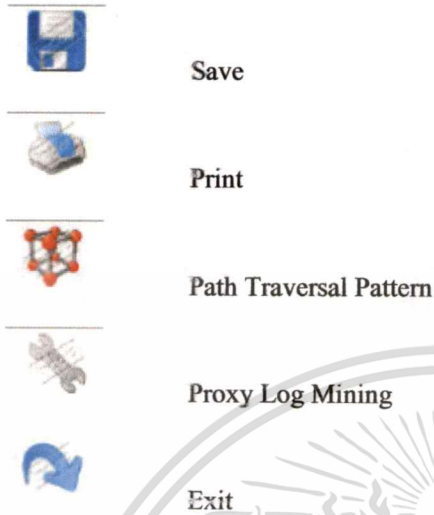 Save
Print
Path Traversal Pattern
Proxy Log Mining
Exit